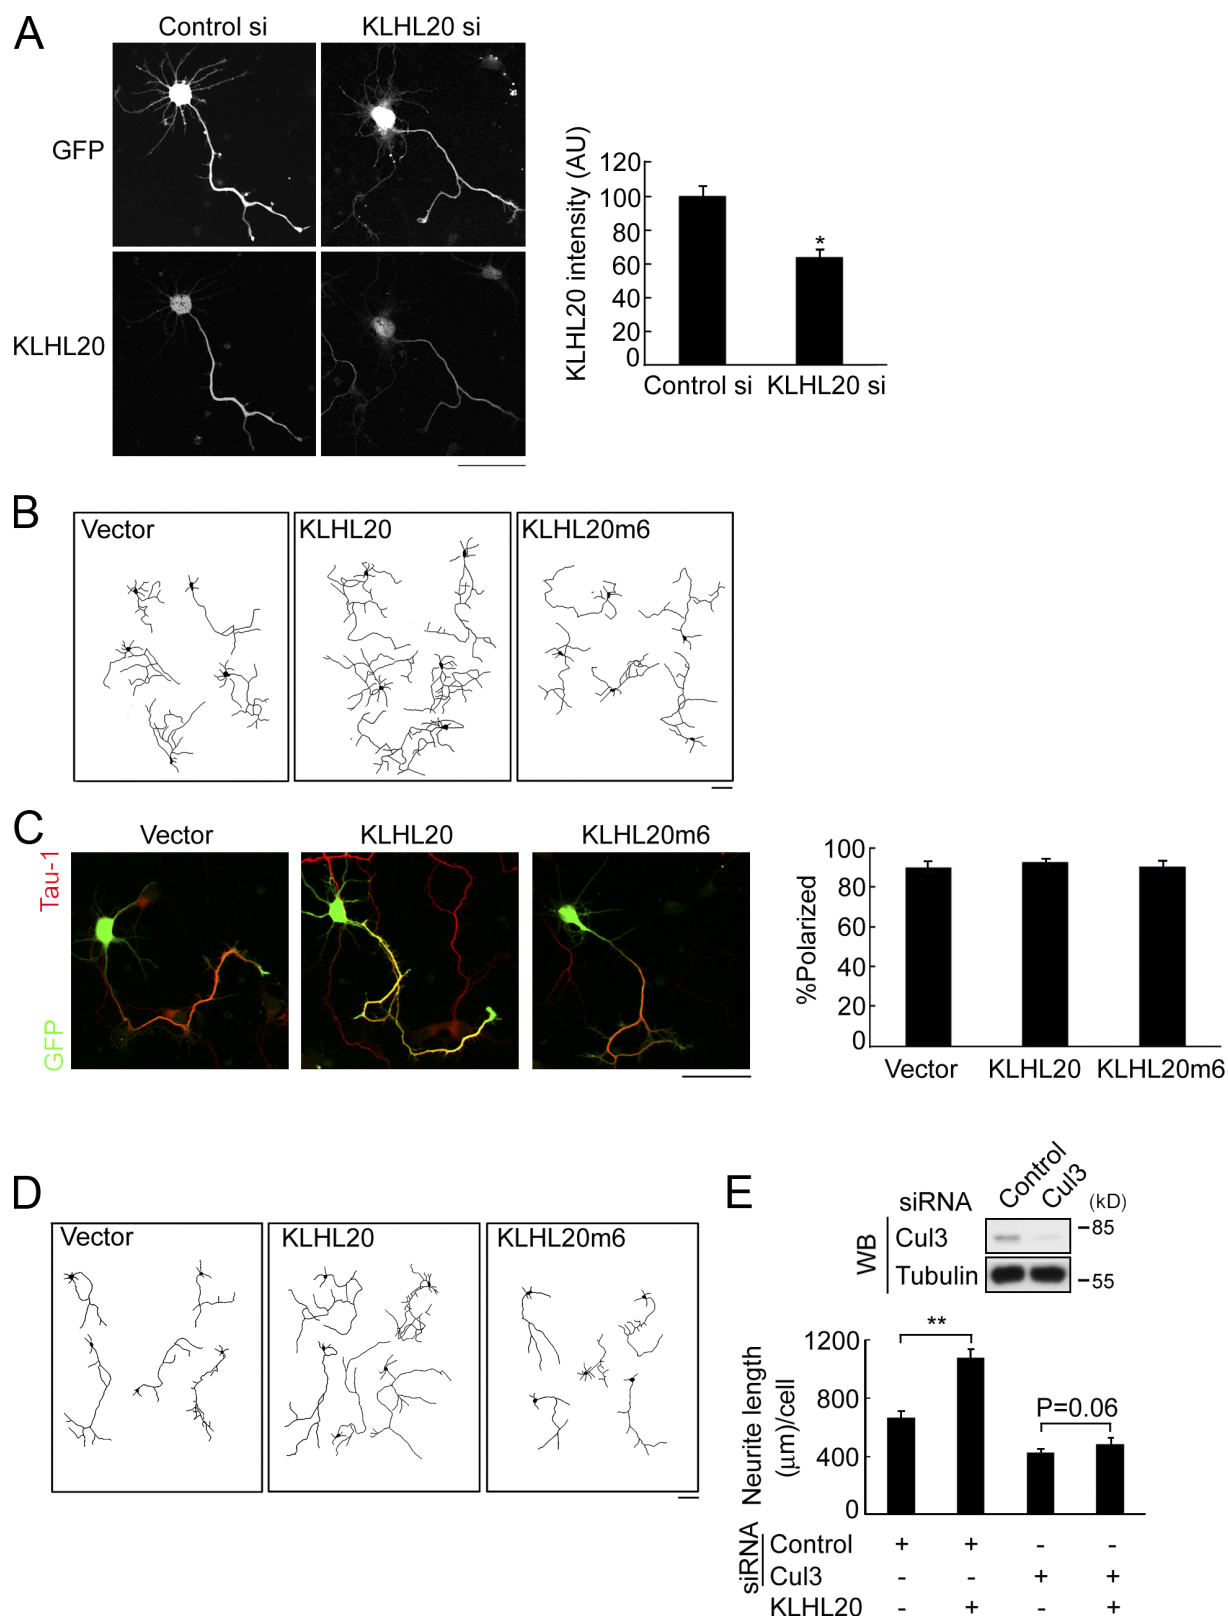 A
Control si
KLHL20 si
GFP
KLHL20
KLHL20 intensity (AU)
120
100
80
60
40
20
0
*
Control si
KLHL20 si
B
Vector
KLHL20
KLHL20m6
C
Vector
KLHL20
KLHL20m6
Tau-1
GFP
%Polarized
100
80
60
40
20
0
Vector
KLHL20
KLHL20m6
D
Vector
KLHL20
KLHL20m6
E
siRNA
Control
Cul3
(kD)
WB
Cul3
85
Tubulin
55
Neurite length
(μm)/cell
1200
800
400
0
**
P=0.06
siRNA
Control + + - -
Cul3 - - + +
KLHL20 - + - +